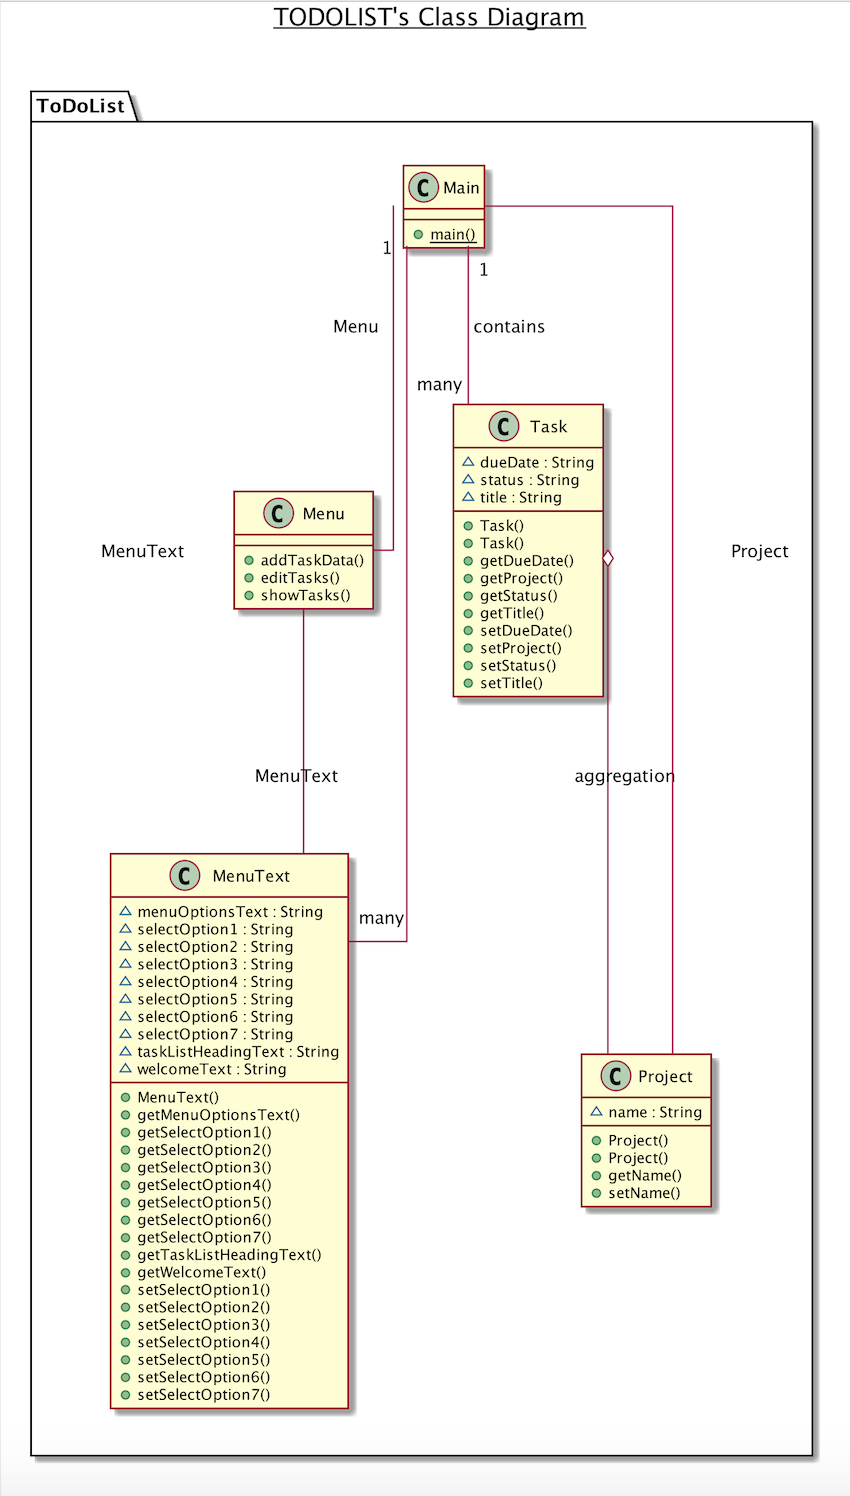 TODOLIST's Class Diagram
ToDoList
C Main
main()
1
1
Menu
contains
many
C Task
dueDate : String
status : String
title : String
Task()
Task()
getDueDate()
getProject()
getStatus()
getTitle()
setDueDate()
setProject()
setStatus()
setTitle()
C Menu
addTaskData()
editTasks()
showTasks()
MenuText
Project
MenuText
aggregation
C MenuText
menuOptionsText : String
selectOption1 : String
selectOption2 : String
selectOption3 : String
selectOption4 : String
selectOption5 : String
selectOption6 : String
selectOption7 : String
taskListHeadingText : String
welcomeText : String
MenuText()
getMenuOptionsText()
getSelectOption1()
getSelectOption2()
getSelectOption3()
getSelectOption4()
getSelectOption5()
getSelectOption6()
getSelectOption7()
getTaskListHeadingText()
getWelcomeText()
setSelectOption1()
setSelectOption2()
setSelectOption3()
setSelectOption4()
setSelectOption5()
setSelectOption6()
setSelectOption7()
many
C Project
name : String
Project()
Project()
getName()
setName()